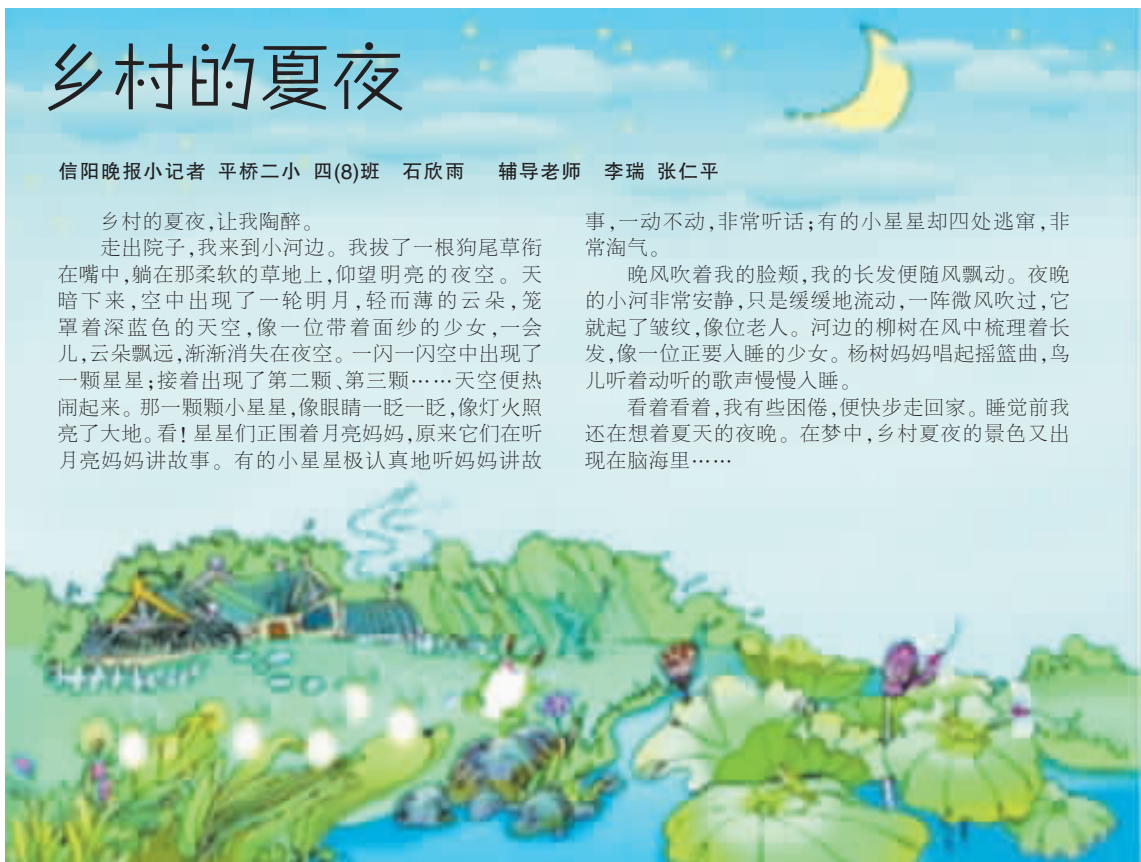 乡村的夏夜
信阳晚报小记者 平桥二小 四(8)班 石欣雨 辅导老师 李瑞 张仁平
乡村的夏夜,让我陶醉。
走出院子,我来到小河边。我拔了一根狗尾草衔
在嘴中,躺在那柔软的草地上,仰望明亮的夜空。天
暗下来,空中出现了一轮明月,轻而薄的云朵,笼
罩着深蓝色的天空,像一位带着面纱的少女,一会
儿,云朵飘远,渐渐消失在夜空。一闪一闪空中出现了
一颗星星;接着出现了第二颗、第三颗……天空便热
闹起来。那一颗颗小星星,像眼睛一眨一眨,像灯火照
亮了大地。看!星星们正围着月亮妈妈,原来它们在听
月亮妈妈讲故事。有的小星星极认真地听妈妈讲故
事,一动不动,非常听话;有的小星星却四处逃窜,非
常淘气。
晚风吹着我的脸颊,我的长发便随风飘动。夜晚
的小河非常安静,只是缓缓地流动,一阵微风吹过,它
就起了皱纹,像位老人。河边的柳树在风中梳理着长
发,像一位正要入睡的少女。杨树妈妈唱起摇篮曲,鸟
儿听着动听的歌声慢慢入睡。
看着看着,我有些困倦,便快步走回家。睡觉前我
还在想着夏天的夜晚。在梦中,乡村夏夜的景色又出
现在脑海里……